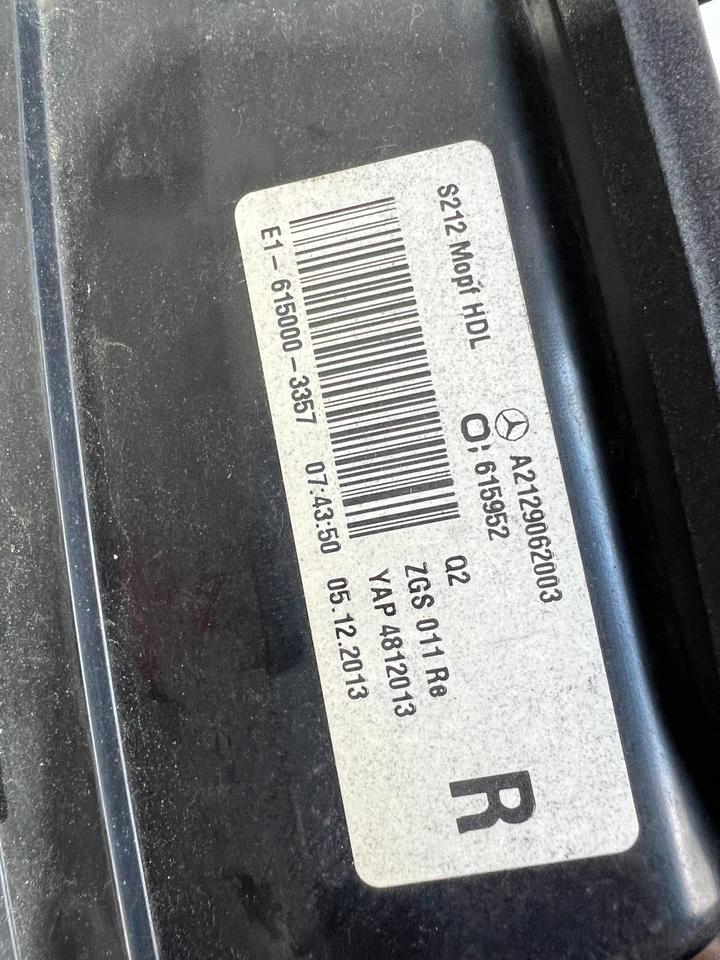 S212 Mopf HDL
A2129062003
615952
Q2
ZGS 011 Re
YAP 4812013
E1-615000-3357 07:43:50 05.12.2013
R